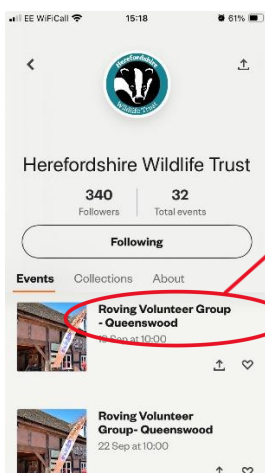 EE WiFiCall 15:18 61%
Herefordshire
Wildlife Trust
Herefordshire Wildlife Trust
340 32
Followers Total events
Following
Events Collections About
Roving Volunteer Group
- Queenswood
Sep at 10:00
Roving Volunteer
Group- Queenswood
22 Sep at 10:00